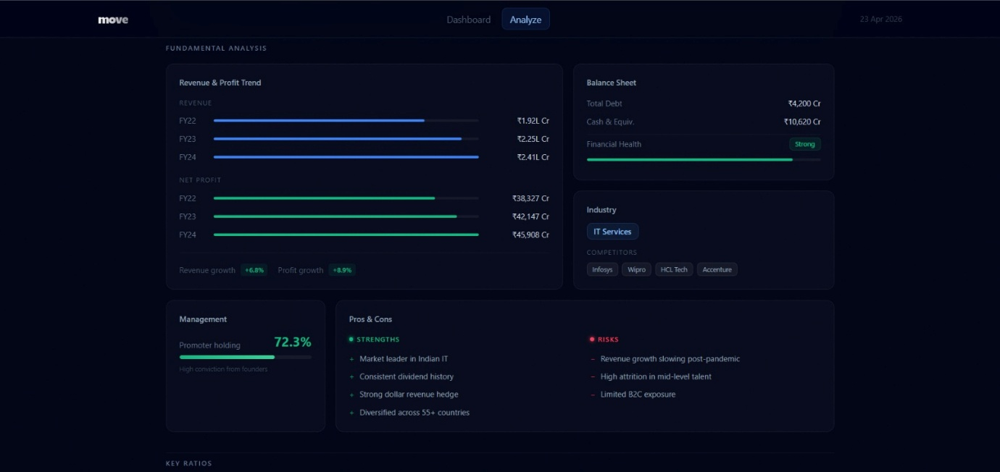 move
Dashboard
Analyze
23 Apr 2026
FUNDAMENTAL ANALYSIS
Revenue & Profit Trend
REVENUE
FY22 ₹1.92L Cr
FY23 ₹2.25L Cr
FY24 ₹2.41L Cr
NET PROFIT
FY22 ₹38,327 Cr
FY23 ₹42,147 Cr
FY24 ₹45,908 Cr
Revenue growth +6.8% Profit growth +8.9%
Balance Sheet
Total Debt ₹4,200 Cr
Cash & Equiv. ₹10,620 Cr
Financial Health Strong
Industry
IT Services
COMPETITORS
Infosys Wipro HCL Tech Accenture
Management
Promoter holding 72.3%
High conviction from founders
Pros & Cons
STRENGTHS
+ Market leader in Indian IT
+ Consistent dividend history
+ Strong dollar revenue hedge
+ Diversified across 55+ countries
RISKS
– Revenue growth slowing post-pandemic
– High attrition in mid-level talent
– Limited B2C exposure
KEY RATIOS